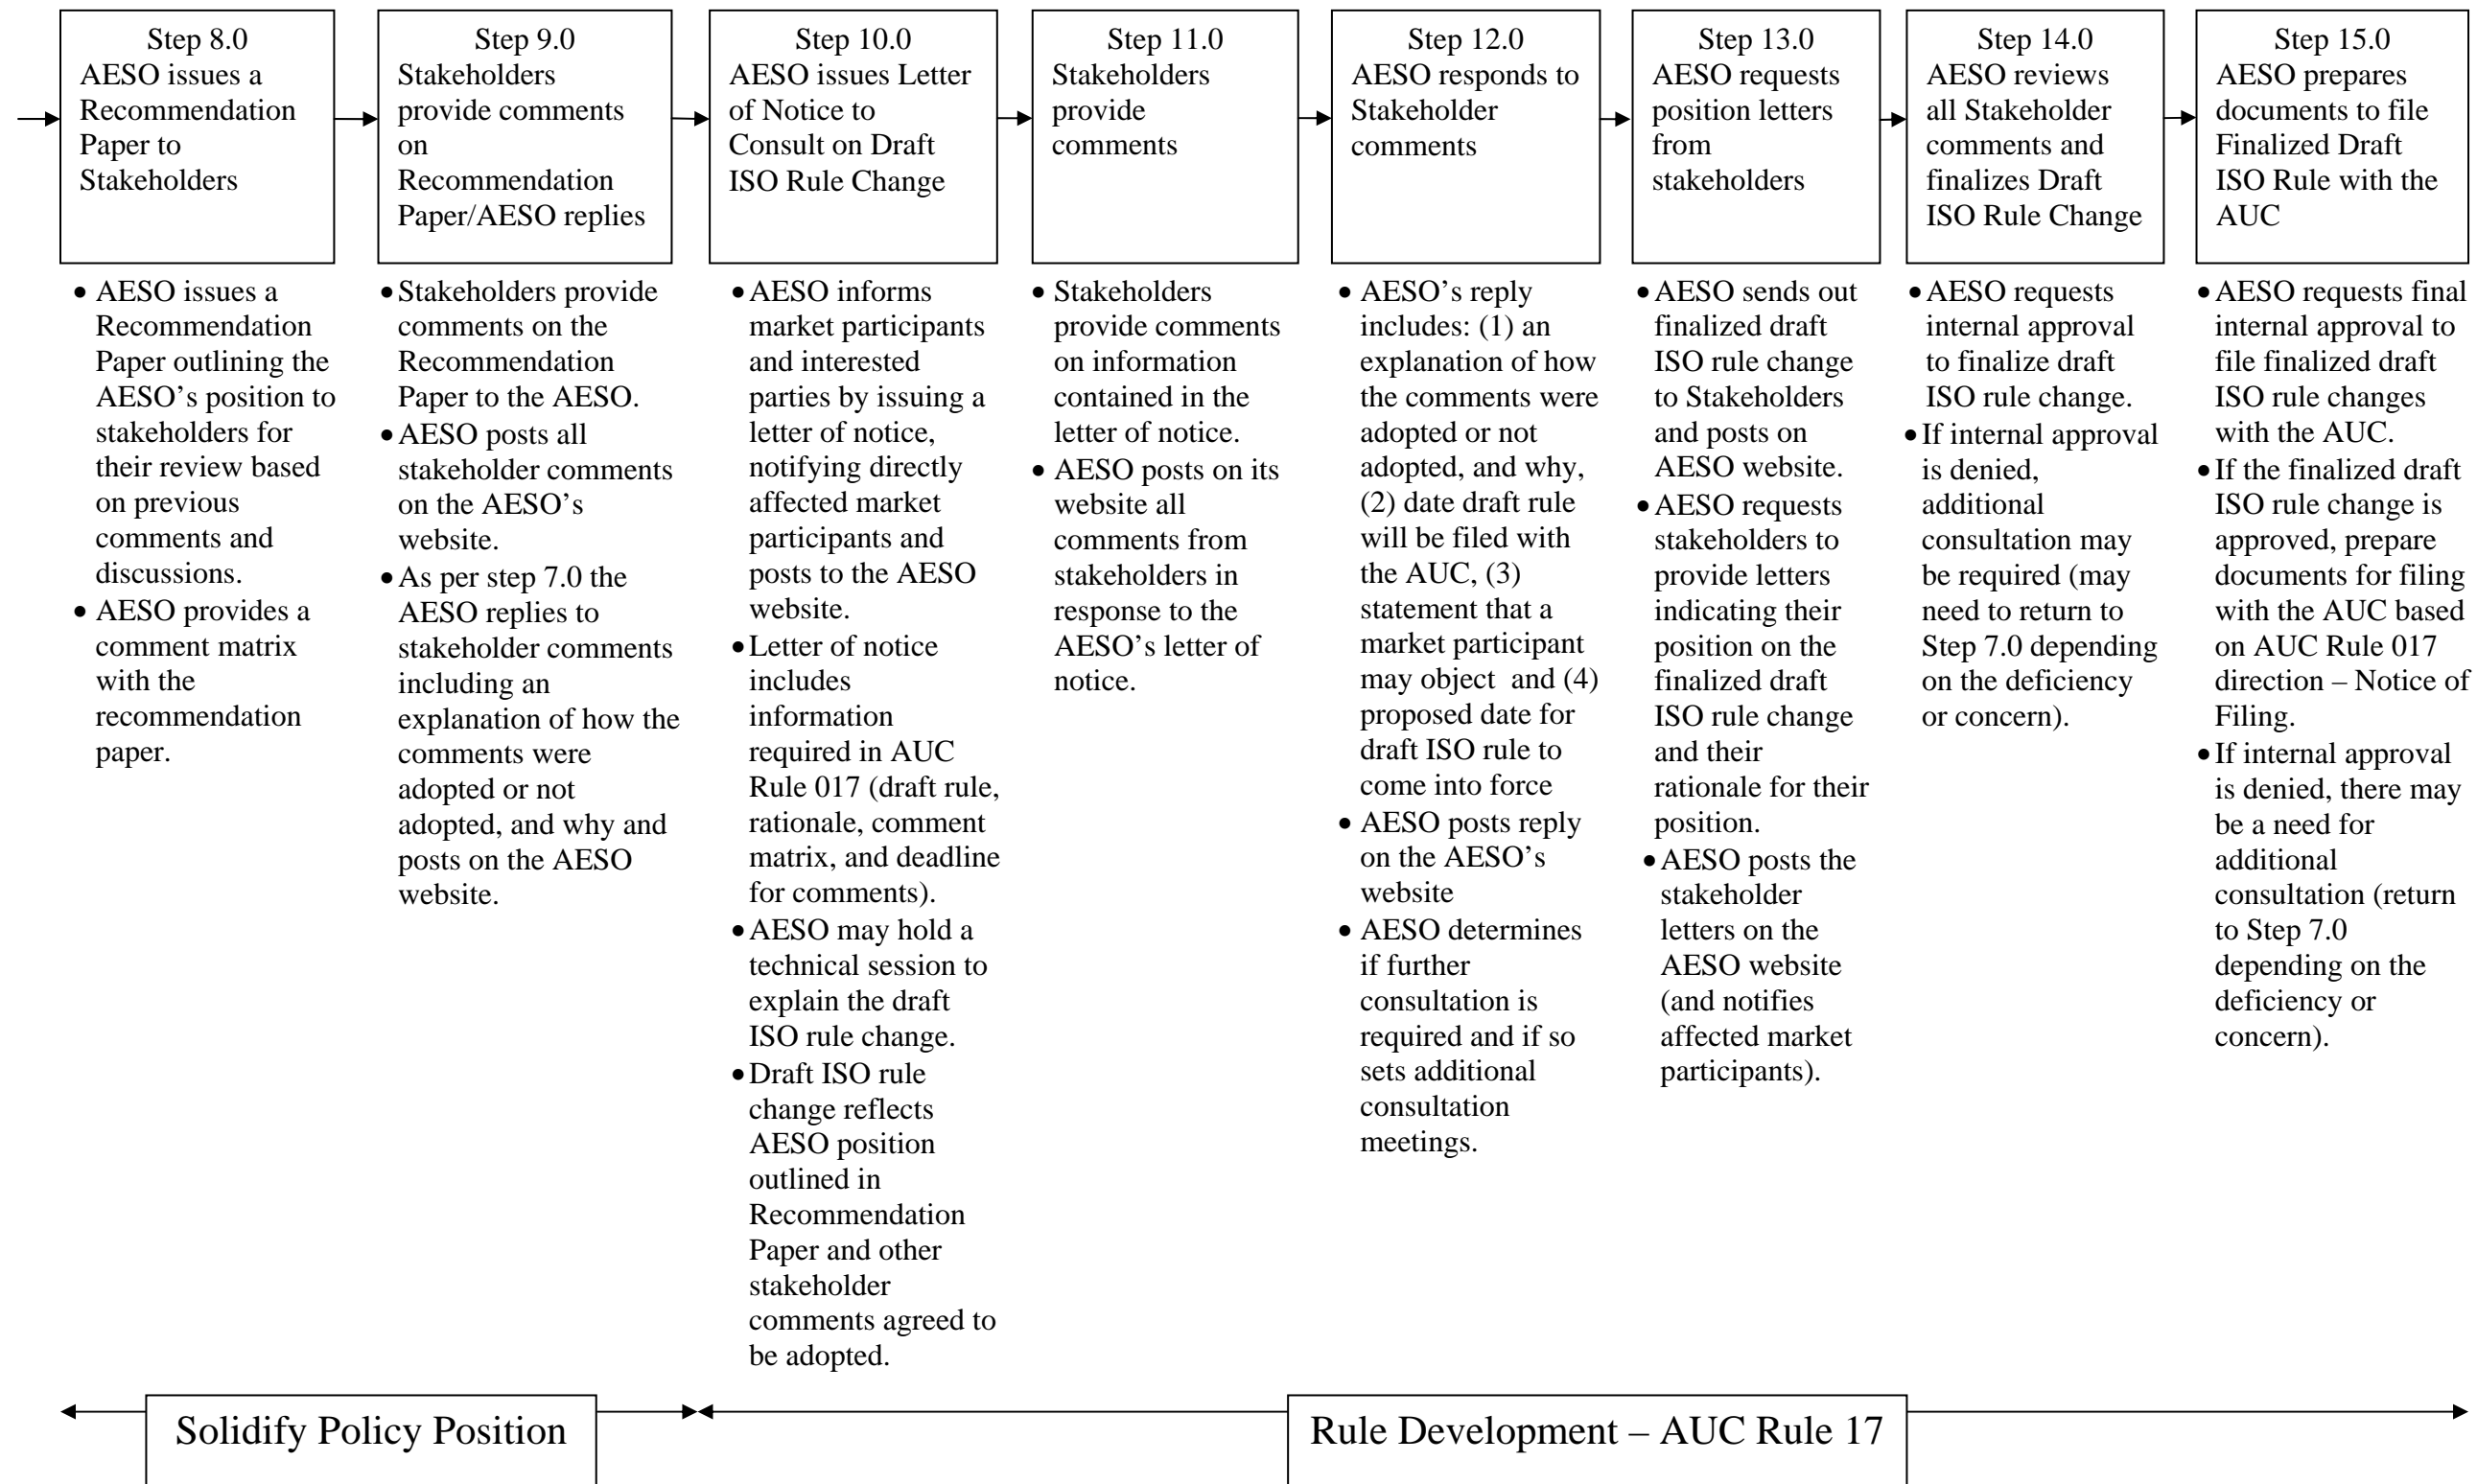 Step 8.0
AESO issues a
Recommendation
Paper to
Stakeholders
Step 9.0
Stakeholders
provide comments
on
Recommendation
Paper/AESO replies
Step 10.0
AESO issues Letter
of Notice to
Consult on Draft
ISO Rule Change
Step 11.0
Stakeholders
provide
comments
Step 12.0
AESO responds to
Stakeholder
comments
Step 13.0
AESO requests
position letters
from
stakeholders
Step 14.0
AESO reviews
all Stakeholder
comments and
finalizes Draft
ISO Rule Change
Step 15.0
AESO prepares
documents to file
Finalized Draft
ISO Rule with the
AUC
• AESO issues a
Recommendation
Paper outlining the
AESO’s position to
stakeholders for
their review based
on previous
comments and
discussions.
• AESO provides a
comment matrix
with the
recommendation
paper.
• Stakeholders provide
comments on the
Recommendation
Paper to the AESO.
• AESO posts all
stakeholder comments
on the AESO’s
website.
• As per step 7.0 the
AESO replies to
stakeholder comments
including an
explanation of how the
comments were
adopted or not
adopted, and why and
posts on the AESO
website.
• AESO informs
market participants
and interested
parties by issuing a
letter of notice,
notifying directly
affected market
participants and
posts to the AESO
website.
• Letter of notice
includes
information
required in AUC
Rule 017 (draft rule,
rationale, comment
matrix, and deadline
for comments).
• AESO may hold a
technical session to
explain the draft
ISO rule change.
• Draft ISO rule
change reflects
AESO position
outlined in
Recommendation
Paper and other
stakeholder
comments agreed to
be adopted.
• Stakeholders
provide comments
on information
contained in the
letter of notice.
• AESO posts on its
website all
comments from
stakeholders in
response to the
AESO’s letter of
notice.
• AESO’s reply
includes: (1) an
explanation of how
the comments were
adopted or not
adopted, and why,
(2) date draft rule
will be filed with
the AUC, (3)
statement that a
market participant
may object and (4)
proposed date for
draft ISO rule to
come into force
• AESO posts reply
on the AESO’s
website
• AESO determines
if further
consultation is
required and if so
sets additional
consultation
meetings.
• AESO sends out
finalized draft
ISO rule change
to Stakeholders
and posts on
AESO website.
• AESO requests
stakeholders to
provide letters
indicating their
position on the
finalized draft
ISO rule change
and their
rationale for their
position.
• AESO posts the
stakeholder
letters on the
AESO website
(and notifies
affected market
participants).
• AESO requests
internal approval
to finalize draft
ISO rule change.
• If internal approval
is denied,
additional
consultation may
be required (may
need to return to
Step 7.0 depending
on the deficiency
or concern).
• AESO requests final
internal approval to
file finalized draft
ISO rule changes
with the AUC.
• If the finalized draft
ISO rule change is
approved, prepare
documents for filing
with the AUC based
on AUC Rule 017
direction – Notice of
Filing.
• If internal approval
is denied, there may
be a need for
additional
consultation (return
to Step 7.0
depending on the
deficiency or
concern).
Solidify Policy Position
Rule Development – AUC Rule 17